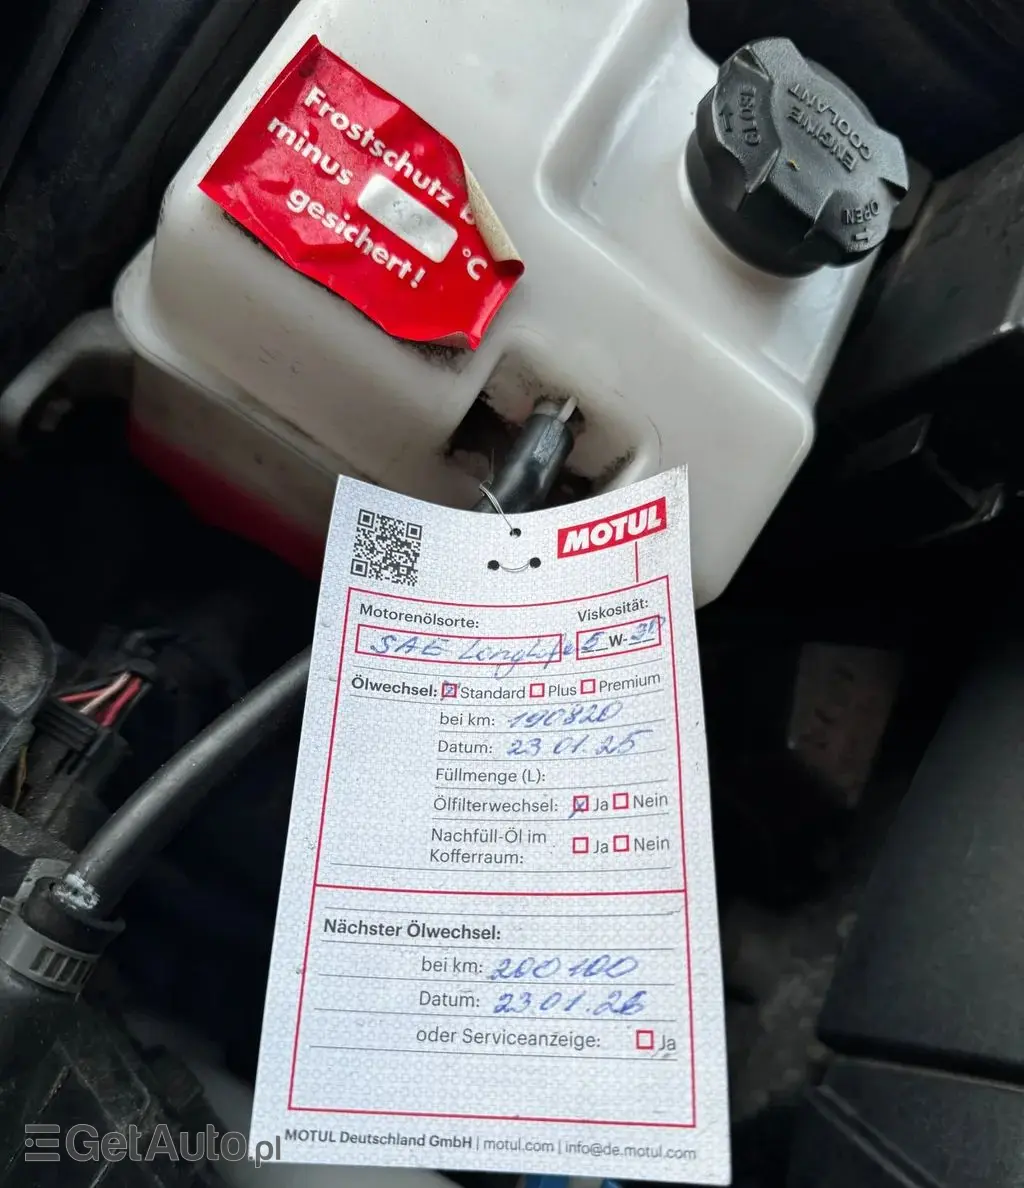 Frostschutz b
minus
°C
gesichert!
ENGINE
COOLANT
OPEN
MOTUL
Motorenölsorte:
Viskosität:
SAE Longlife 5 W-30
Ölwechsel: Standard Plus Premium
bei km: 190820
Datum: 23.01.25
Füllmenge (L):
Ölfilterwechsel: x Ja Nein
Nachfüll-Öl im
Kofferraum: Ja Nein
Nächster Ölwechsel:
bei km: 200100
Datum: 23.01.26
oder Serviceanzeige: Ja
MOTUL Deutschland GmbH | motul.com | info@de.motul.com
GetAuto.pl